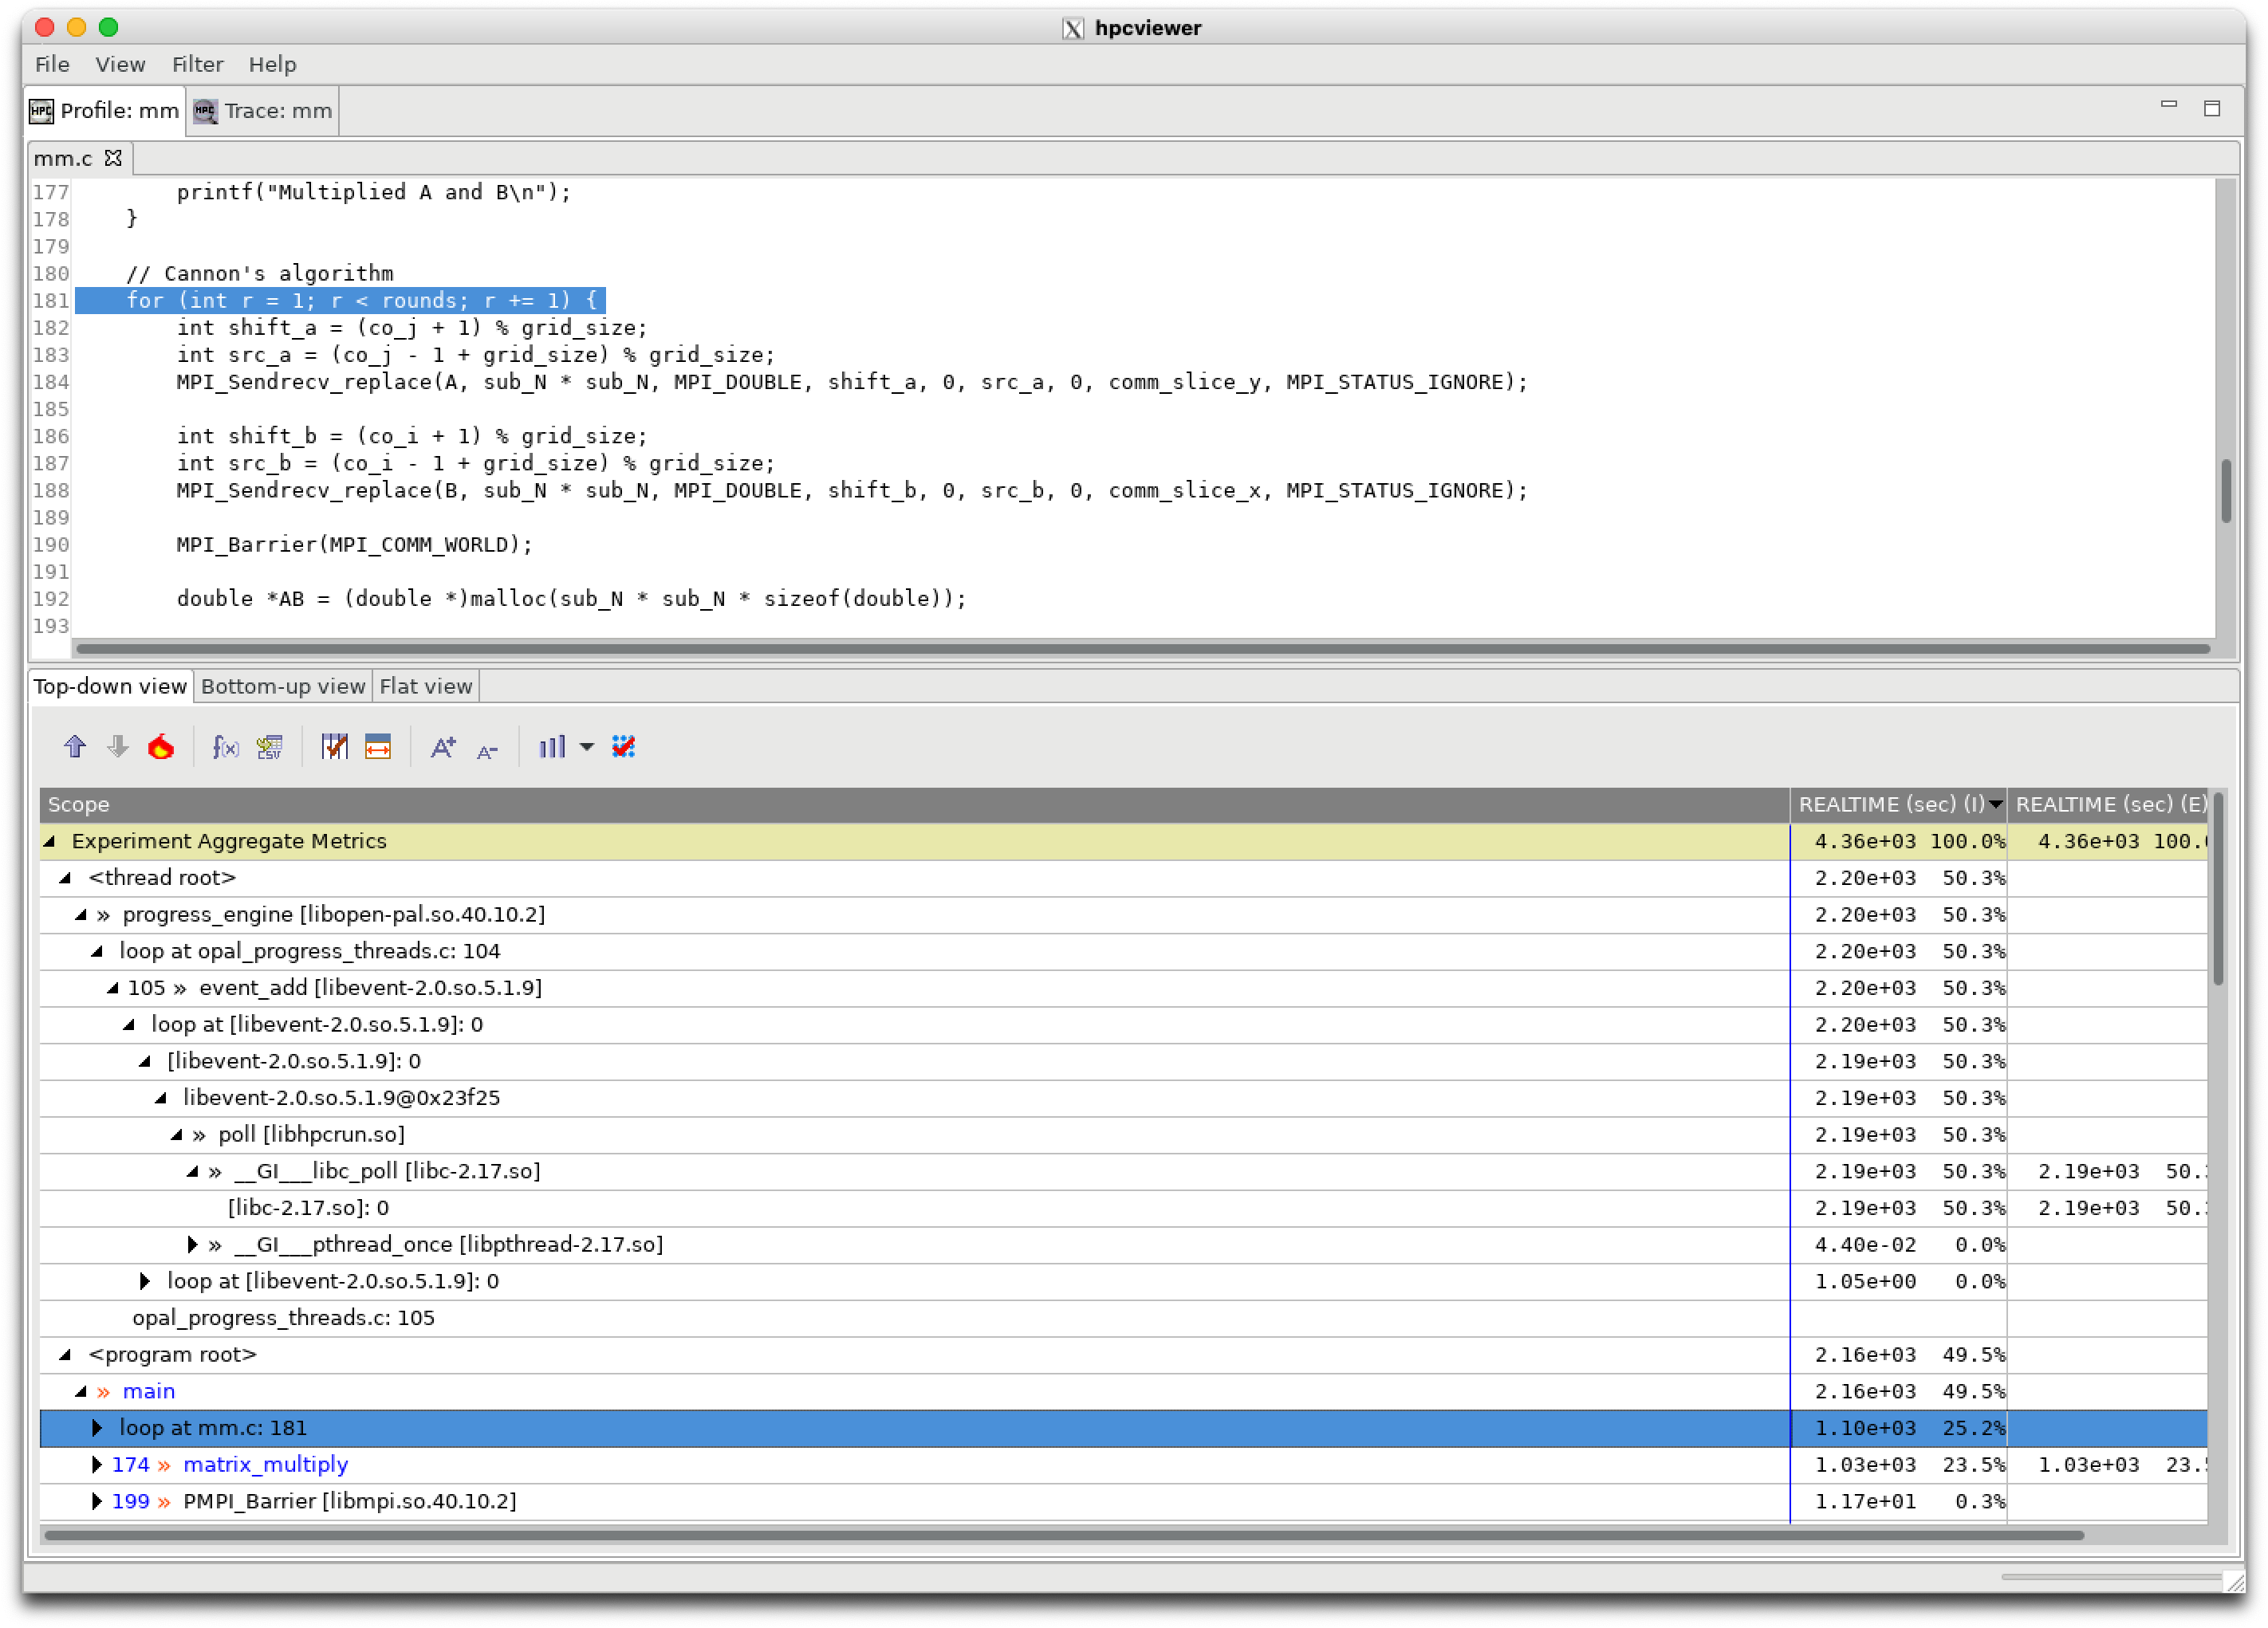 hpcviewer
File View Filter Help
Profile: mm Trace: mm
mm.c
177 printf("Multiplied A and B\n");
178 }
179
180 // Cannon's algorithm
181 for (int r = 1; r < rounds; r += 1) {
182 int shift_a = (co_j + 1) % grid_size;
183 int src_a = (co_j - 1 + grid_size) % grid_size;
184 MPI_Sendrecv_replace(A, sub_N * sub_N, MPI_DOUBLE, shift_a, 0, src_a, 0, comm_slice_y, MPI_STATUS_IGNORE);
185
186 int shift_b = (co_i + 1) % grid_size;
187 int src_b = (co_i - 1 + grid_size) % grid_size;
188 MPI_Sendrecv_replace(B, sub_N * sub_N, MPI_DOUBLE, shift_b, 0, src_b, 0, comm_slice_x, MPI_STATUS_IGNORE);
189
190 MPI_Barrier(MPI_COMM_WORLD);
191
192 double *AB = (double *)malloc(sub_N * sub_N * sizeof(double));
193
Top-down view Bottom-up view Flat view
f(x) CSV A+ A-
Scope REALTIME (sec) (I) REALTIME (sec) (E)
Experiment Aggregate Metrics 4.36e+03 100.0% 4.36e+03 100.
<thread root> 2.20e+03 50.3%
» progress_engine [libopen-pal.so.40.10.2] 2.20e+03 50.3%
loop at opal_progress_threads.c: 104 2.20e+03 50.3%
105 » event_add [libevent-2.0.so.5.1.9] 2.20e+03 50.3%
loop at [libevent-2.0.so.5.1.9]: 0 2.20e+03 50.3%
[libevent-2.0.so.5.1.9]: 0 2.19e+03 50.3%
libevent-2.0.so.5.1.9@0x23f25 2.19e+03 50.3%
» poll [libhpcrun.so] 2.19e+03 50.3%
» __GI___libc_poll [libc-2.17.so] 2.19e+03 50.3% 2.19e+03 50.
[libc-2.17.so]: 0 2.19e+03 50.3% 2.19e+03 50.
» __GI___pthread_once [libpthread-2.17.so] 4.40e-02 0.0%
loop at [libevent-2.0.so.5.1.9]: 0 1.05e+00 0.0%
opal_progress_threads.c: 105
<program root> 2.16e+03 49.5%
» main 2.16e+03 49.5%
loop at mm.c: 181 1.10e+03 25.2%
174 » matrix_multiply 1.03e+03 23.5% 1.03e+03 23.
199 » PMPI_Barrier [libmpi.so.40.10.2] 1.17e+01 0.3%